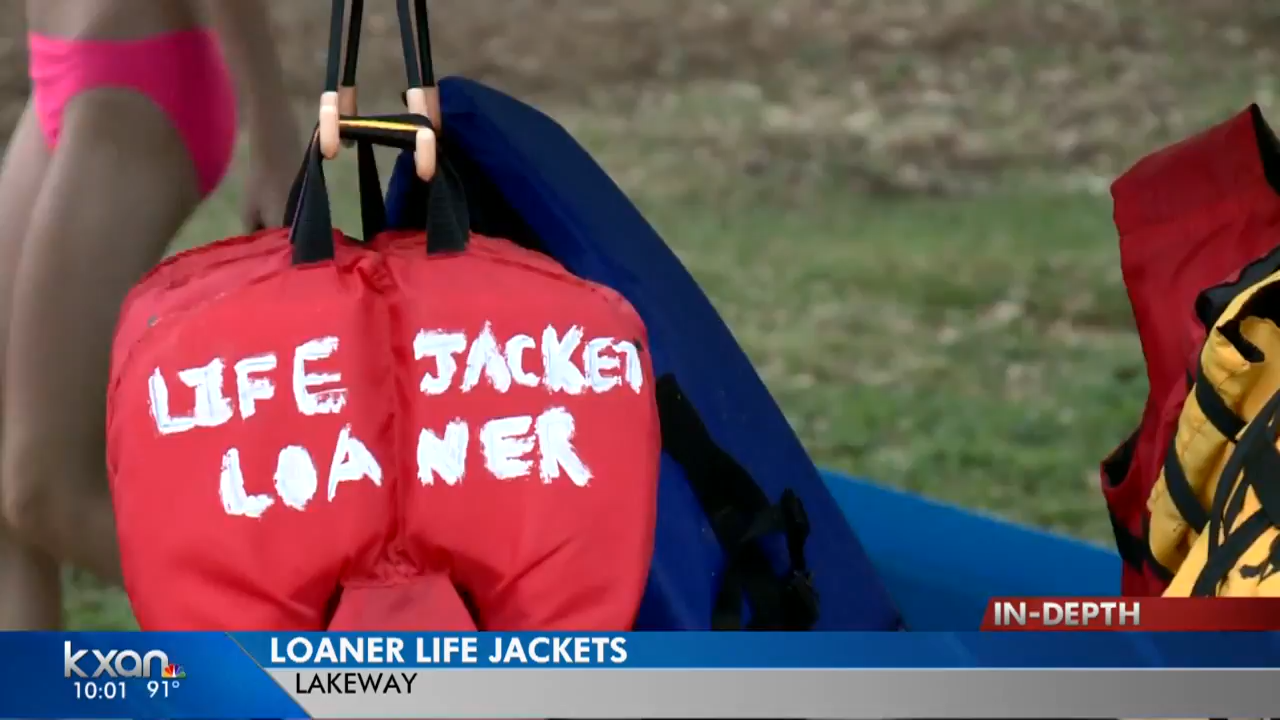 LIFE JACKET
LOANER
IN-DEPTH
kxan
LOANER LIFE JACKETS
10:01 91°
LAKEWAY